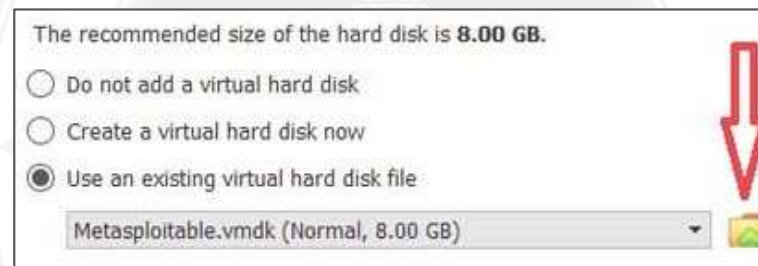 The recommended size of the hard disk is 8.00 GB.
Do not add a virtual hard disk
Create a virtual hard disk now
Use an existing virtual hard disk file
Metasploitable.vmdk (Normal, 8.00 GB)